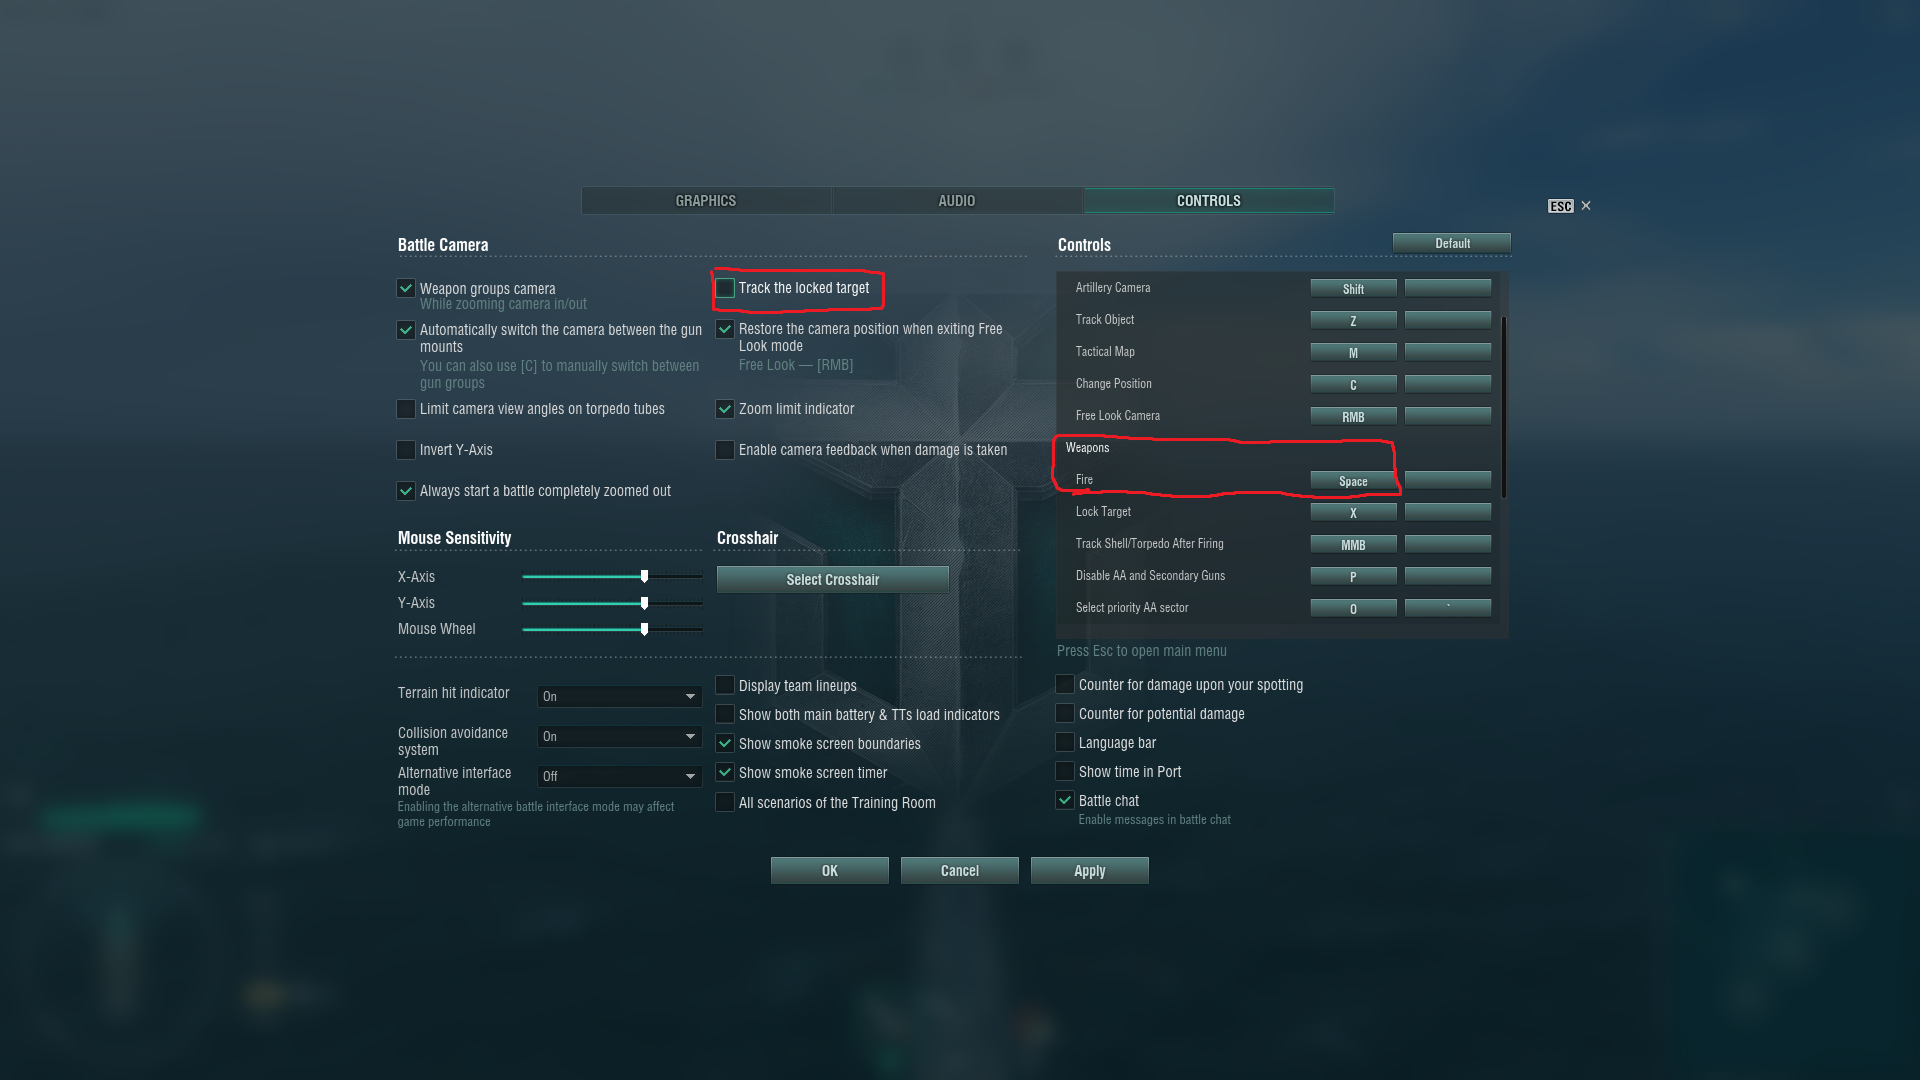 GRAPHICS
AUDIO
CONTROLS
ESC ×
Battle Camera
Weapon groups camera
While zooming camera in/out
Automatically switch the camera between the gun
mounts
You can also use [C] to manually switch between
gun groups
Limit camera view angles on torpedo tubes
Invert Y-Axis
Always start a battle completely zoomed out
Track the locked target
Restore the camera position when exiting Free
Look mode
Free Look — [RMB]
Zoom limit indicator
Enable camera feedback when damage is taken
Mouse Sensitivity
X-Axis
Y-Axis
Mouse Wheel
Crosshair
Select Crosshair
Terrain hit indicator
On
Collision avoidance
system
On
Alternative interface
mode
Off
Enabling the alternative battle interface mode may affect
game performance
Display team lineups
Show both main battery & TTs load indicators
Show smoke screen boundaries
Show smoke screen timer
All scenarios of the Training Room
Controls
Default
Artillery Camera Shift
Track Object Z
Tactical Map M
Change Position C
Free Look Camera RMB
Weapons
Fire Space
Lock Target X
Track Shell/Torpedo After Firing MMB
Disable AA and Secondary Guns P
Select priority AA sector O `
Press Esc to open main menu
Counter for damage upon your spotting
Counter for potential damage
Language bar
Show time in Port
Battle chat
Enable messages in battle chat
OK
Cancel
Apply